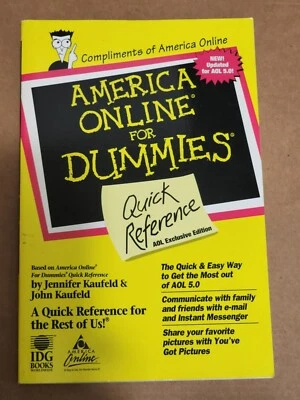 Compliments of America Online
NEW!
Updated
for AOL 5.0!
AMERICA
ONLINE®
FOR
DUMMIES®
Quick
Reference
AOL Exclusive Edition
Based on America Online®
For Dummies® Quick Reference
by Jennifer Kaufeld &
John Kaufeld
A Quick Reference for
the Rest of Us!®
IDG
BOOKS
WORLDWIDE
AMERICA
Online
The Quick & Easy Way
to Get the Most out
of AOL 5.0
Communicate with family
and friends with e-mail
and Instant Messenger
Share your favorite
pictures with You've
Got Pictures